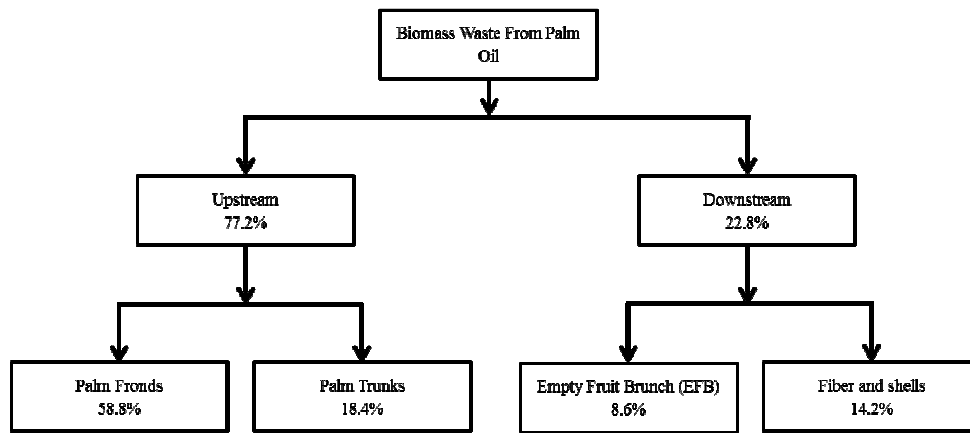 Biomass Waste From Palm
Oil
Upstream
77.2%
Downstream
22.8%
Palm Fronds
58.8%
Palm Trunks
18.4%
Empty Fruit Brunch (EFB)
8.6%
Fiber and shells
14.2%